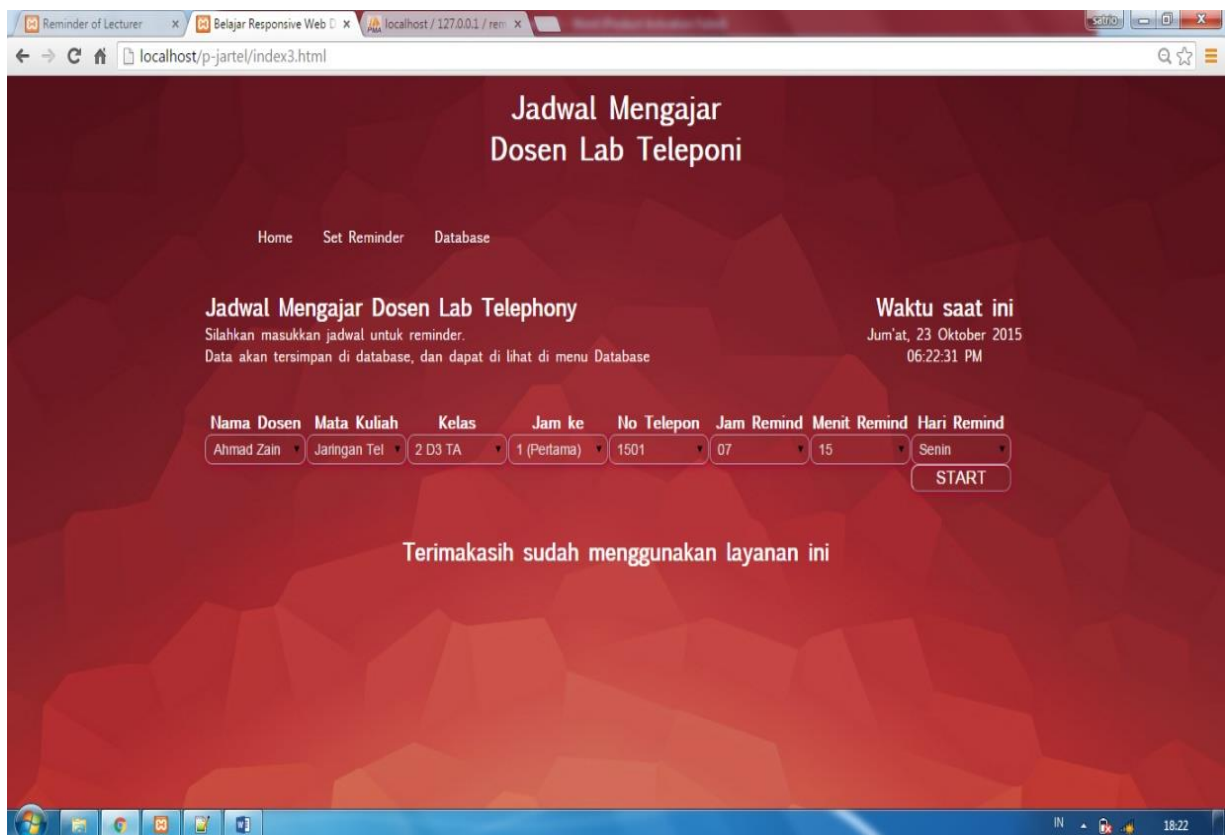 Reminder of Lecturer
Belajar Responsive Web D
localhost / 127.0.0.1 / rem
satrio
localhost/p-jartel/index3.html
Jadwal Mengajar
Dosen Lab Teleponi
Home Set Reminder Database
Jadwal Mengajar Dosen Lab Telephony
Silahkan masukkan jadwal untuk reminder.
Data akan tersimpan di database, dan dapat di lihat di menu Database
Waktu saat ini
Jum'at, 23 Oktober 2015
06:22:31 PM
Nama Dosen Mata Kuliah Kelas Jam ke No Telepon Jam Remind Menit Remind Hari Remind
Ahmad Zain Jaringan Tel 2 D3 TA 1 (Pertama) 1501 07 15 Senin
START
Terimakasih sudah menggunakan layanan ini
IN 18:22